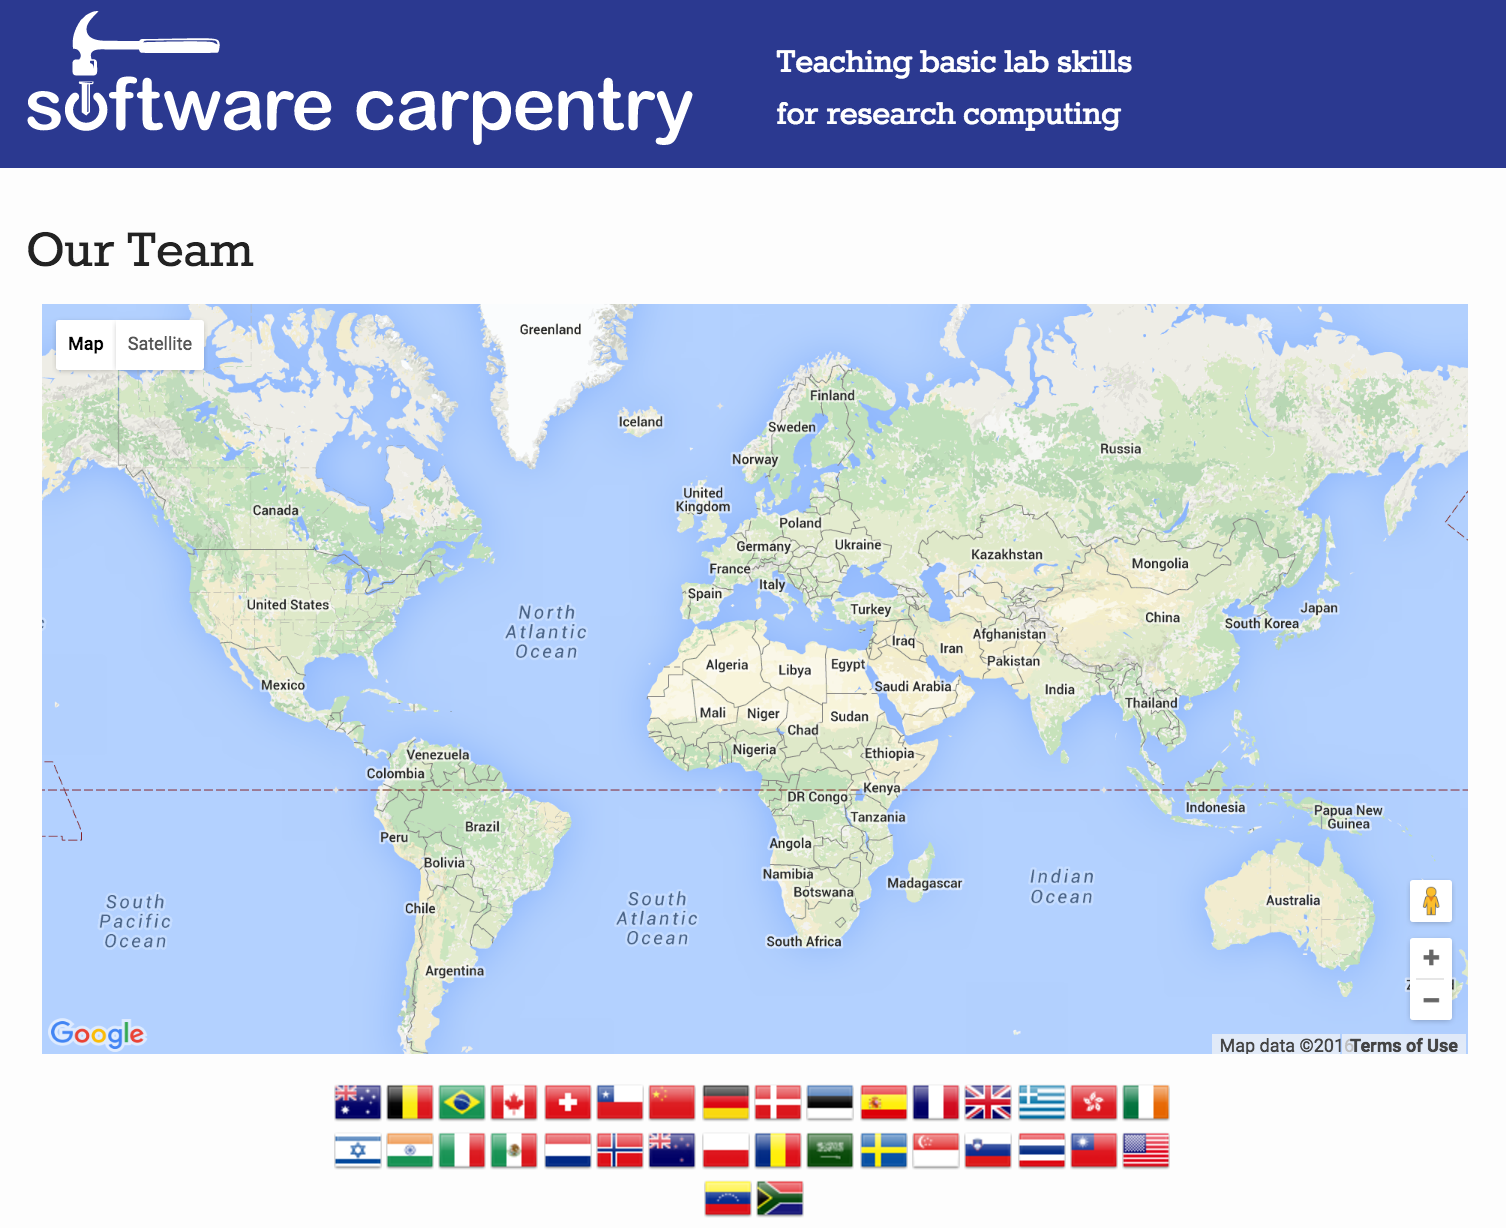 software carpentry
Teaching basic lab skills
for research computing
Our Team
Map
Satellite
Greenland
Iceland
Finland
Sweden
Norway
Russia
United
Kingdom
Canada
Poland
Germany
Ukraine
France
Kazakhstan
Mongolia
Italy
Spain
United States
Turkey
Japan
North
Atlantic
Ocean
China
South Korea
Afghanistan
Iraq
Iran
Algeria
Libya
Egypt
Pakistan
Mexico
Saudi Arabia
India
Thailand
Mali
Niger
Sudan
Chad
Nigeria
Ethiopia
Venezuela
Colombia
Kenya
DR Congo
Indonesia
Tanzania
Papua New
Guinea
Brazil
Peru
Angola
Bolivia
Namibia
Botswana
Madagascar
Indian
Ocean
Australia
South
Pacific
Ocean
South
Atlantic
Ocean
Chile
South Africa
Argentina
Google
Map data ©2016
Terms of Use